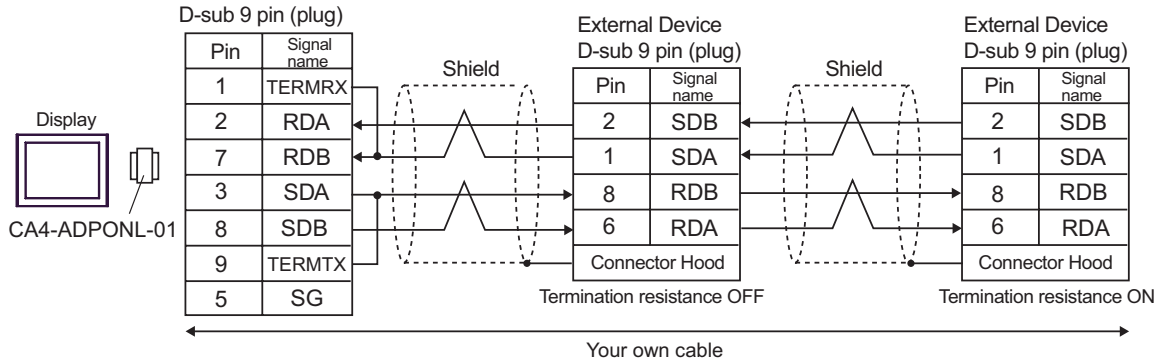 D-sub 9 pin (plug)
Pin Signal name
1 TERMRX
2 RDA
7 RDB
3 SDA
8 SDB
9 TERMTX
5 SG
Display
CA4-ADPONL-01
Shield
External Device
D-sub 9 pin (plug)
Pin Signal name
2 SDB
1 SDA
8 RDB
6 RDA
Connector Hood
Termination resistance OFF
Shield
External Device
D-sub 9 pin (plug)
Pin Signal name
2 SDB
1 SDA
8 RDB
6 RDA
Connector Hood
Termination resistance ON
Your own cable